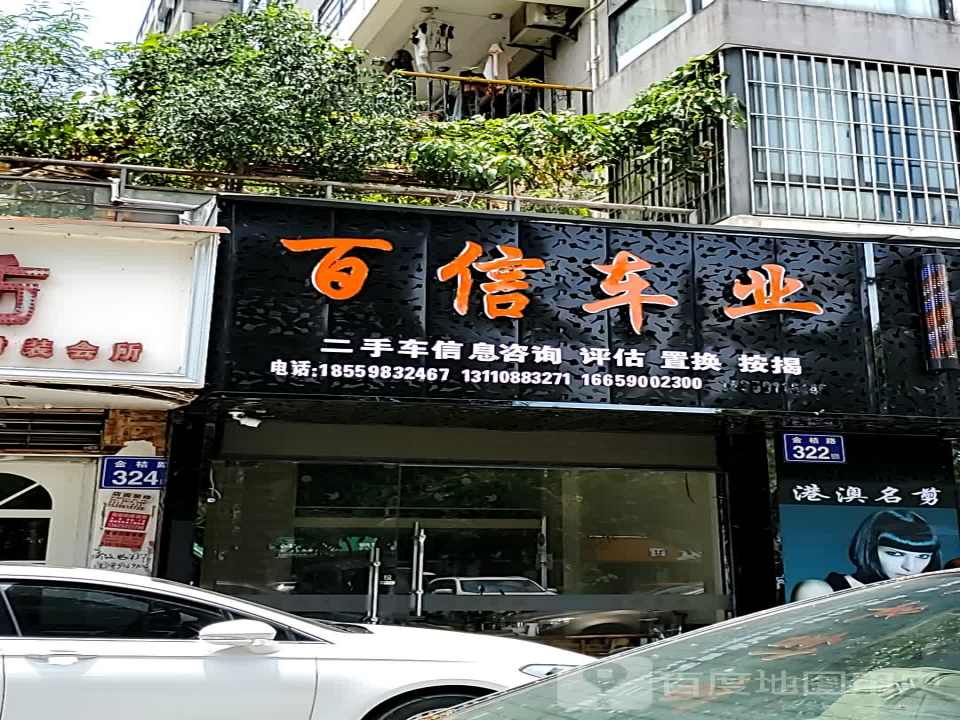 百信车业
二手车信息咨询 评估 置换 按揭
电话:18559832467 13110883271 16659002300
装会所
金桔路
324
金桔路
322
港澳名剪
百度地图